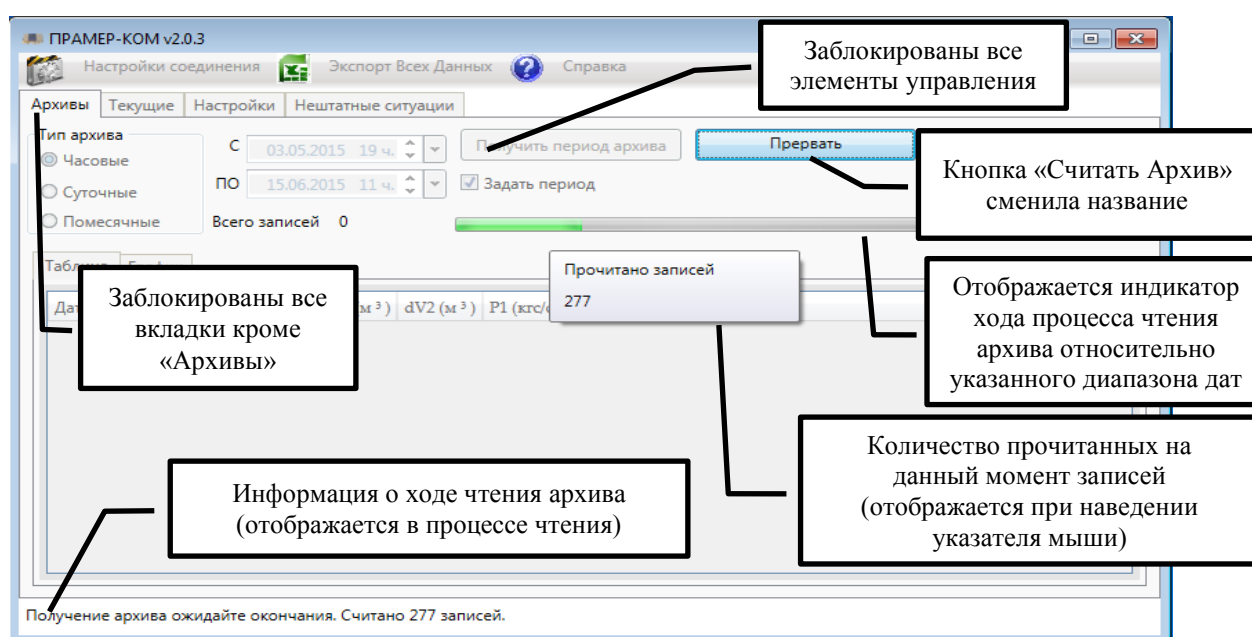 ПРАМЕР-КОМ v2.0.3
Настройки соединения
Экспорт Всех Данных
Справка
Заблокированы все
элементы управления
Архивы
Текущие
Настройки
Нештатные ситуации
Тип архива
Часовые
Суточные
Помесячные
С
03.05.2015 19 ч.
Получить период архива
Прервать
ПО
15.06.2015 11 ч.
Задать период
Всего записей 0
Кнопка «Считать Архив»
сменила название
Прочитано записей
277
dV2 (м³)
Заблокированы все
вкладки кроме
«Архивы»
Отображается индикатор
хода процесса чтения
архива относительно
указанного диапазона дат
Количество прочитанных на
данный момент записей
(отображается при наведении
указателя мыши)
Информация о ходе чтения архива
(отображается в процессе чтения)
Получение архива ожидайте окончания. Считано 277 записей.